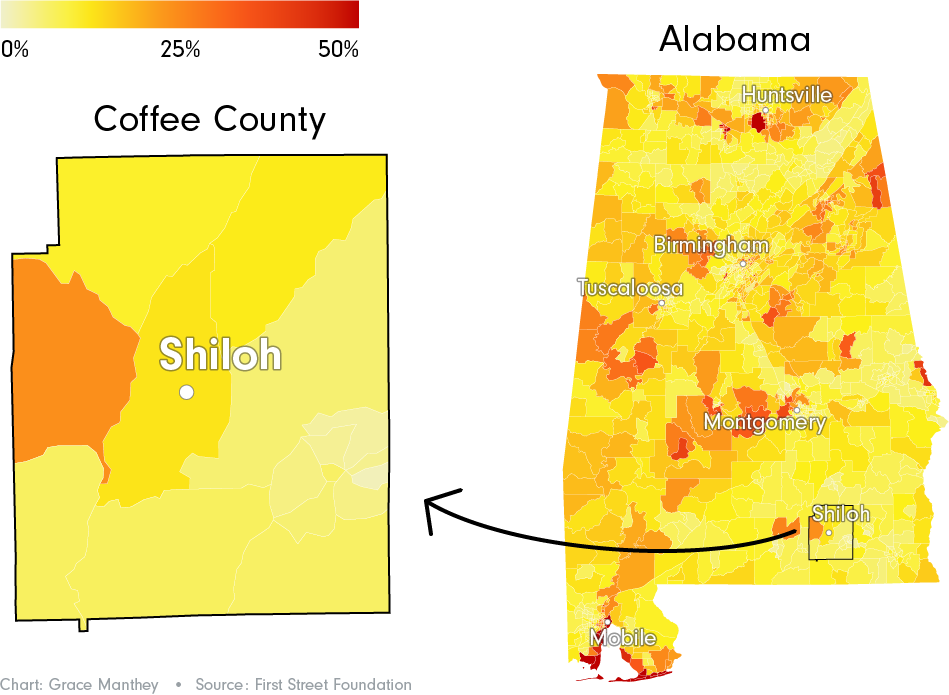 0% 25% 50%
Coffee County
Shiloh
Alabama
Huntsville
Birmingham
Tuscaloosa
Montgomery
Shiloh
Mobile
Chart: Grace Manthey • Source: First Street Foundation